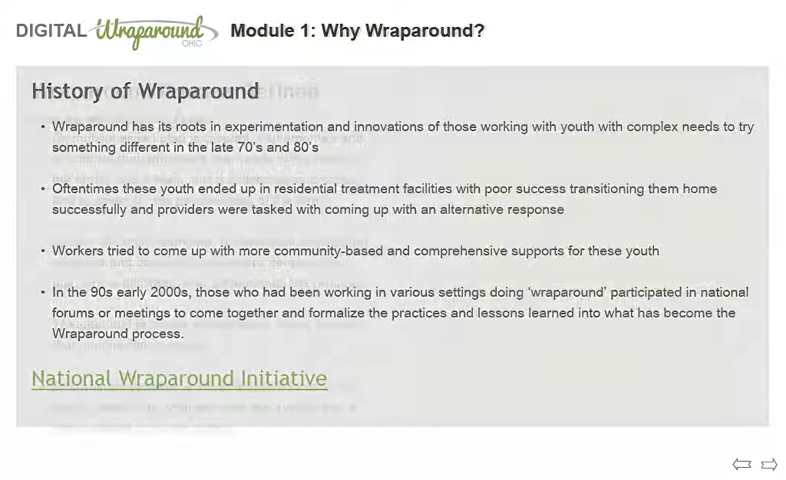 DIGITAL Wraparound OHIO Module 1: Why Wraparound?
History of Wraparound
• Wraparound has its roots in experimentation and innovations of those working with youth with complex needs to try
something different in the late 70's and 80's
• Oftentimes these youth ended up in residential treatment facilities with poor success transitioning them home
successfully and providers were tasked with coming up with an alternative response
• Workers tried to come up with more community-based and comprehensive supports for these youth
• In the 90s early 2000s, those who had been working in various settings doing 'wraparound' participated in national
forums or meetings to come together and formalize the practices and lessons learned into what has become the
Wraparound process.
National Wraparound Initiative